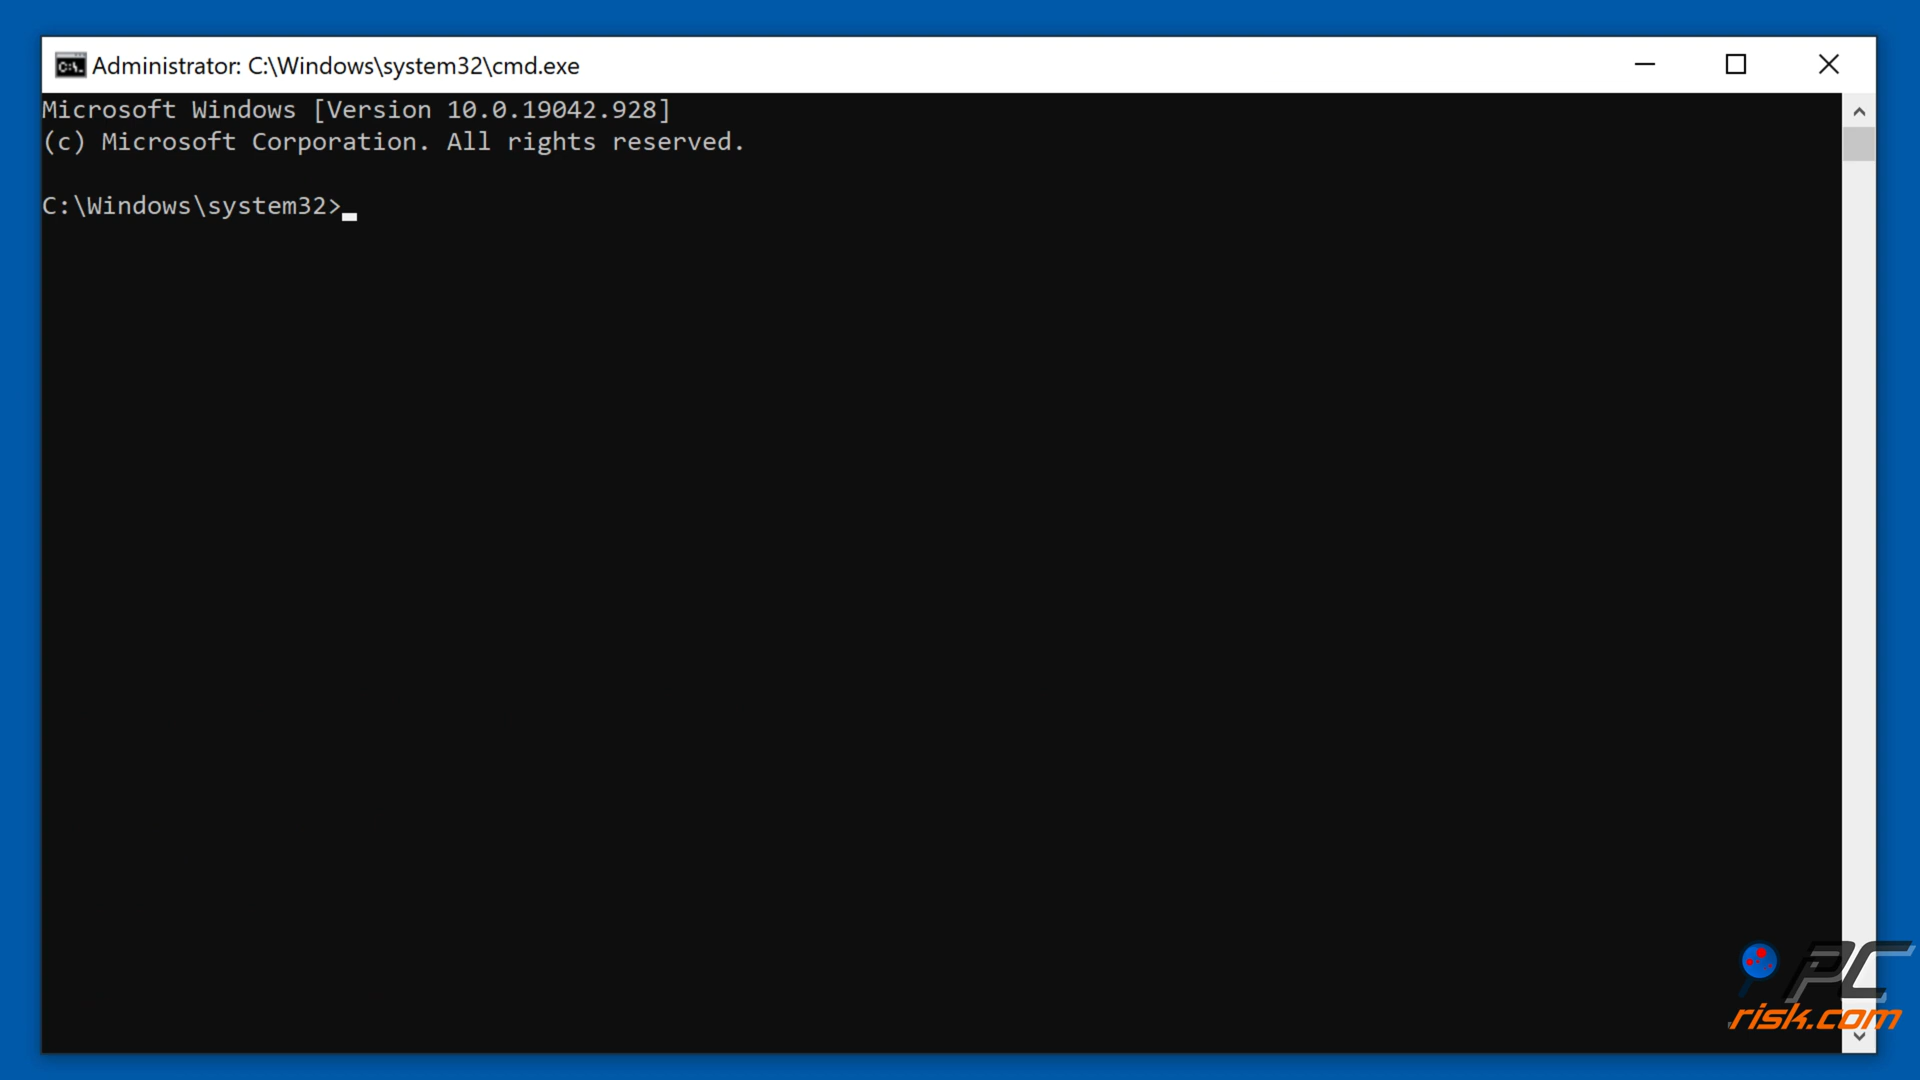 Administrator: C:\Windows\system32\cmd.exe
Microsoft Windows [Version 10.0.19042.928]
(c) Microsoft Corporation. All rights reserved.
C:\Windows\system32>
PC
risk.com